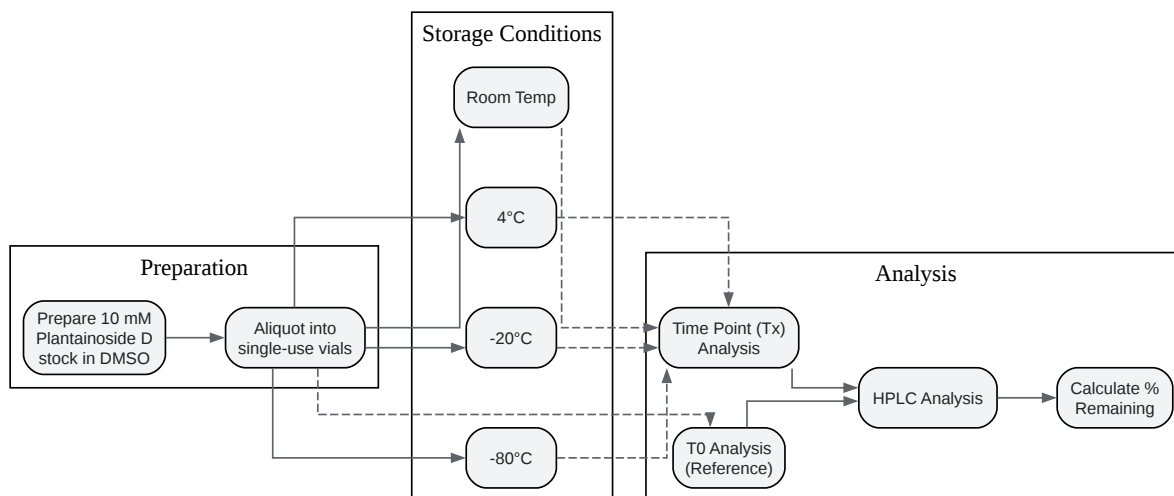 Storage Conditions
Room Temp
4°C
-20°C
-80°C
Preparation
Prepare 10 mM
Plantainoside D
stock in DMSO
Aliquot into
single-use vials
Analysis
Time Point (Tx)
Analysis
T0 Analysis
(Reference)
HPLC Analysis
Calculate %
Remaining